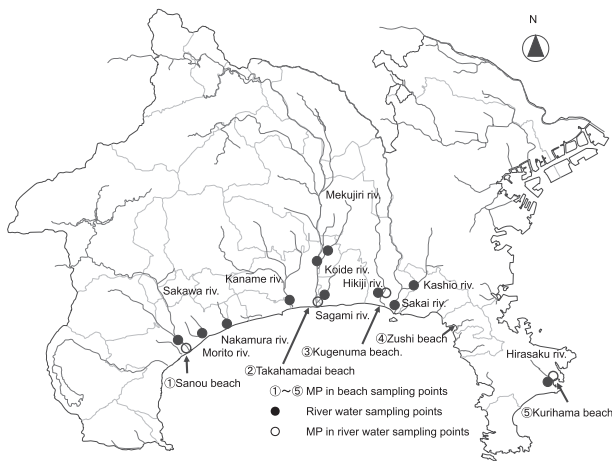 N
Mekujiri riv.
Koide riv.
Kaname riv.
Hikiji riv.
Kashio riv.
Sakawa riv.
Sakai riv.
Sagami riv.
Nakamura riv.
④Zushi beach
Morito riv.
③Kugenuma beach.
Hirasaku riv.
②Takahamadai beach
①Sanou beach
①～⑤ MP in beach sampling points
● River water sampling points
⑤Kurihama beach
○ MP in river water sampling points